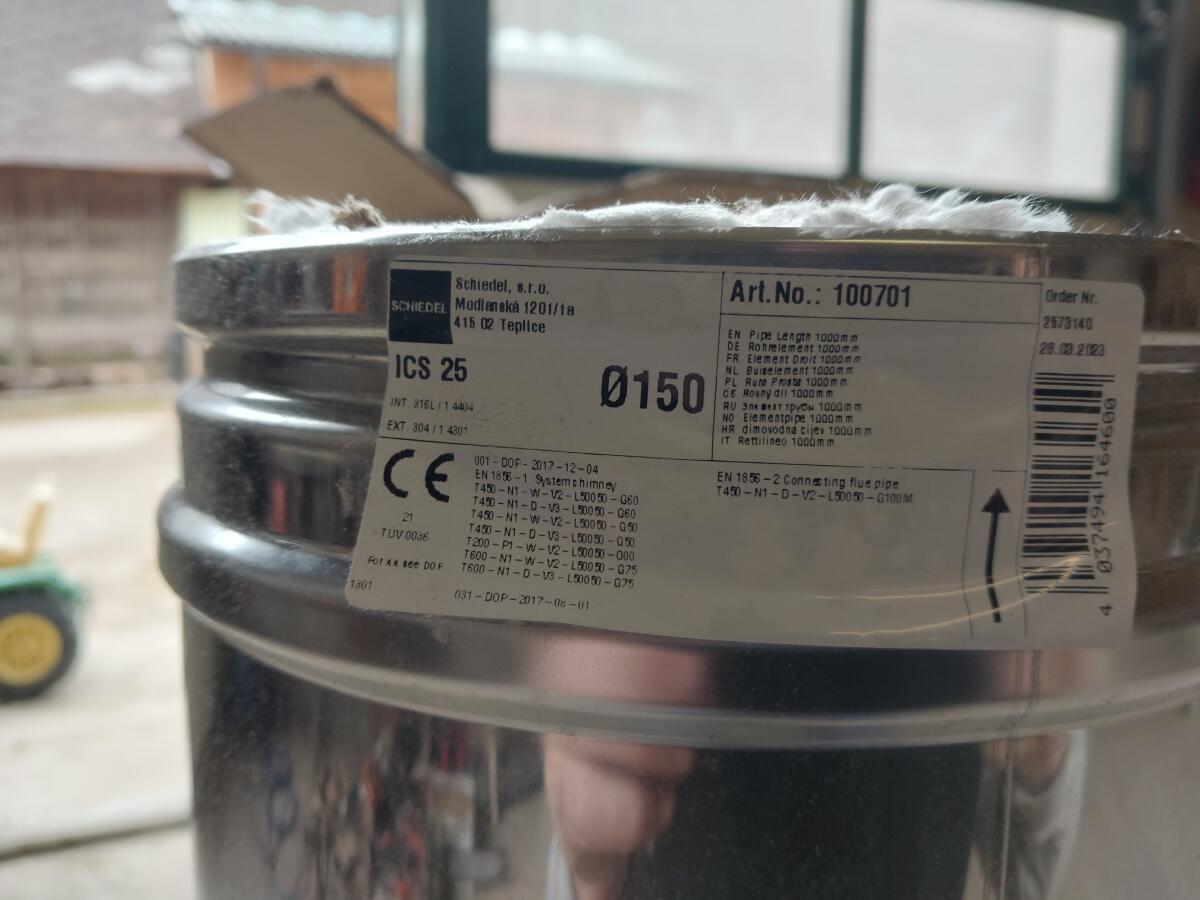 SCHIEDEL
Schiedel, s.r.o.
Modlanská 1201/1a
415 02 Teplice
ICS 25
Ø150
INT. 316L / 1.4404
EXT. 304 / 1.4301
Art.No.: 100701
EN Pipe Length 1000mm
DE Rohrelement 1000mm
FR Element Droit 1000mm
NL Buiselement 1000mm
PL Rura Prosta 1000mm
CS Rovný díl 1000mm
RU Элемент трубы 1000mm
NO Elementpipe 1000mm
HR dimovodna cijev 1000mm
IT Rettilineo 1000mm
Order Nr.
2573140
28.03.2023
CE
21
TÜV 0036
For xx see DOP
1301
001-DOP-2017-12-04
EN 1856-1 Systemchimney
T450-N1-W-V2-L50050-G60
T450-N1-D-V3-L50050-G60
T450-N1-W-V2-L50050-G50
T450-N1-D-V3-L50050-G50
T200-P1-W-V2-L50050-O00
T600-N1-W-V2-L50050-G75
T600-N1-D-V3-L50050-G75
031-DOP-2017-08-01
EN 1856-2 Connecting flue pipe
T450-N1-D-V2-L50050-G100M
4 037494 164600